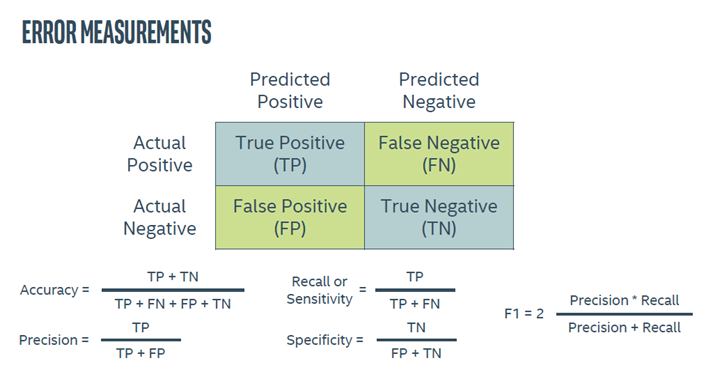 ERROR MEASUREMENTS
Predicted Predicted
Positive Negative
Actual True Positive False Negative
Positive (TP) (FN)
Actual False Positive True Negative
Negative (FP) (TN)
Accuracy = TP + TN
TP + FN + FP + TN
Recall or Sensitivity = TP
TP + FN
F1 = 2 Precision * Recall
Precision + Recall
Precision = TP
TP + FP
Specificity = TN
FP + TN